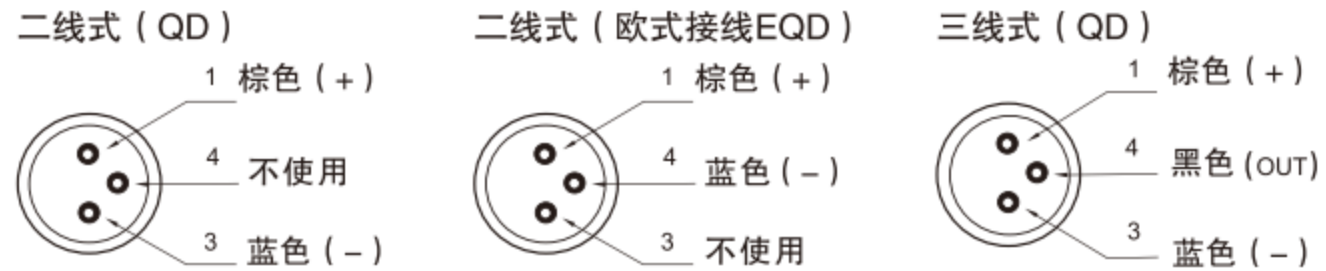 二线式（QD）
1 棕色（+）
4 不使用
3 蓝色（-）
二线式（欧式接线EQD）
1 棕色（+）
4 蓝色（-）
3 不使用
三线式（QD）
1 棕色（+）
4 黑色(OUT)
3 蓝色（-）